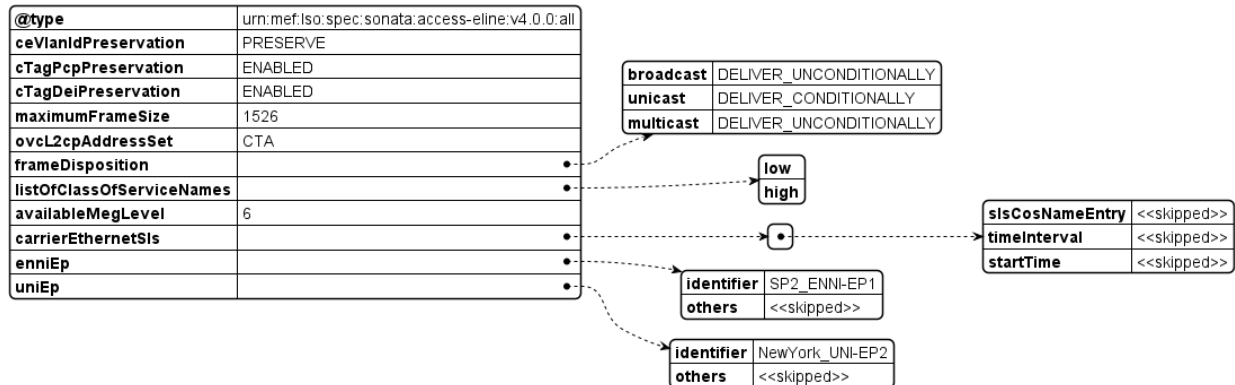 @type urn:mef:lso:spec:sonata:access-eline:v4.0.0:all
ceVlanIdPreservation PRESERVE
cTagPcpPreservation ENABLED
cTagDeiPreservation ENABLED
maximumFrameSize 1526
ovcL2cpAddressSet CTA
frameDisposition
listOfClassOfServiceNames
availableMegLevel 6
carrierEthernetSls
enniEp
uniEp
broadcast DELIVER_UNCONDITIONALLY
unicast DELIVER_CONDITIONALLY
multicast DELIVER_UNCONDITIONALLY
low
high
slsCosNameEntry <<skipped>>
timeInterval <<skipped>>
startTime <<skipped>>
identifier SP2_ENNI-EP1
others <<skipped>>
identifier NewYork_UNI-EP2
others <<skipped>>